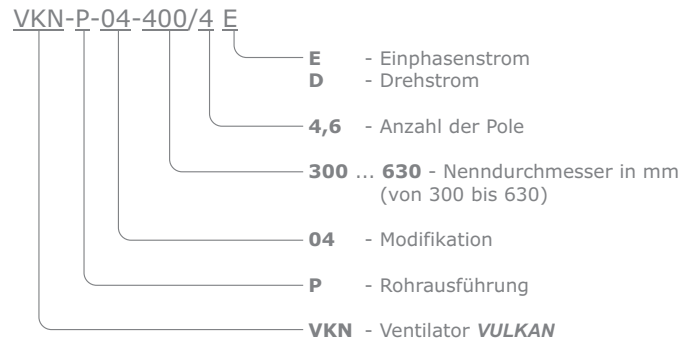 VKN-P-04-400/4 E
E - Einphasenstrom
D - Drehstrom
4,6 - Anzahl der Pole
300 ... 630 - Nenndurchmesser in mm
(von 300 bis 630)
04 - Modifikation
P - Rohrausführung
VKN - Ventilator VULKAN